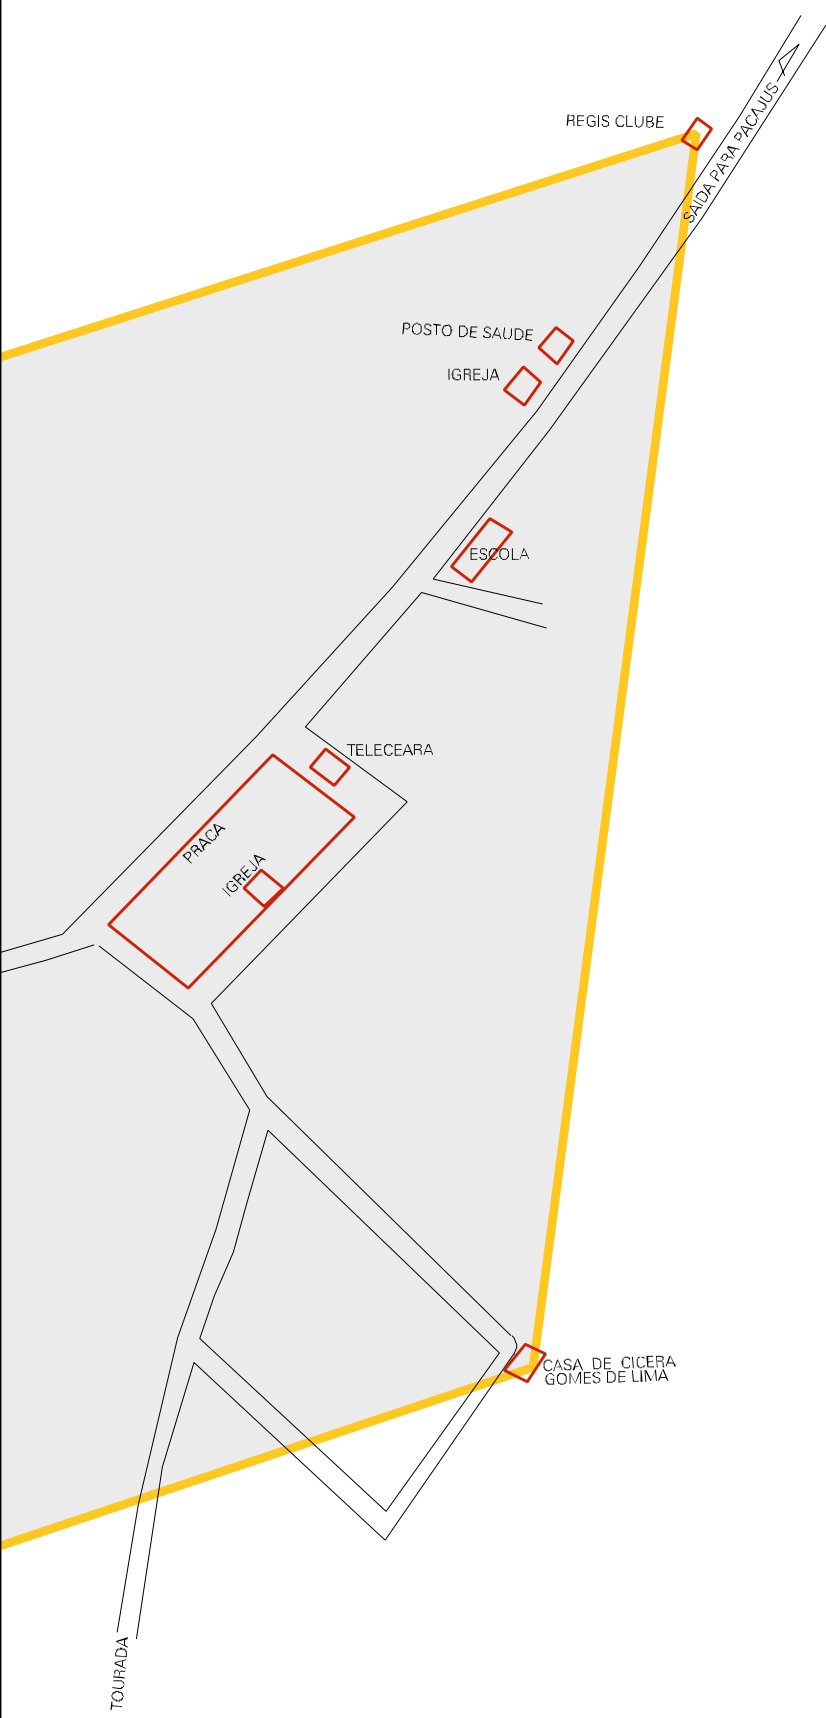 REGIS CLUBE
SAIDA PARA PACAJUS
POSTO DE SAUDE
IGREJA
ESCOLA
TELECEARA
PRACA
IGREJA
CASA DE CICERA
GOMES DE LIMA
TOURADA